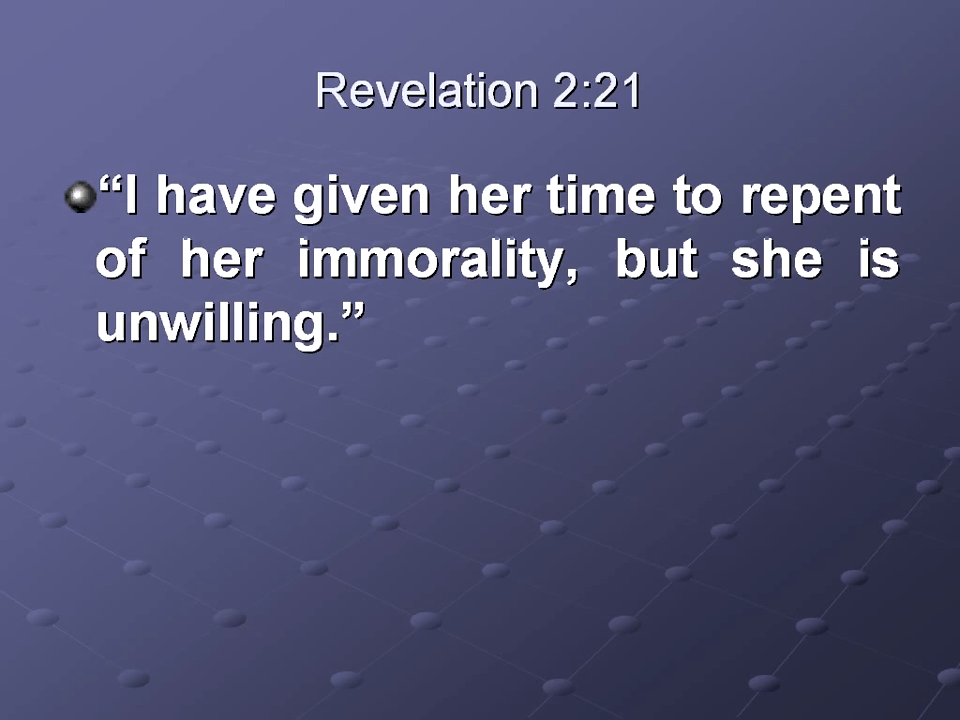 Revelation 2:21
“I have given her time to repent
of her immorality, but she is
unwilling.”